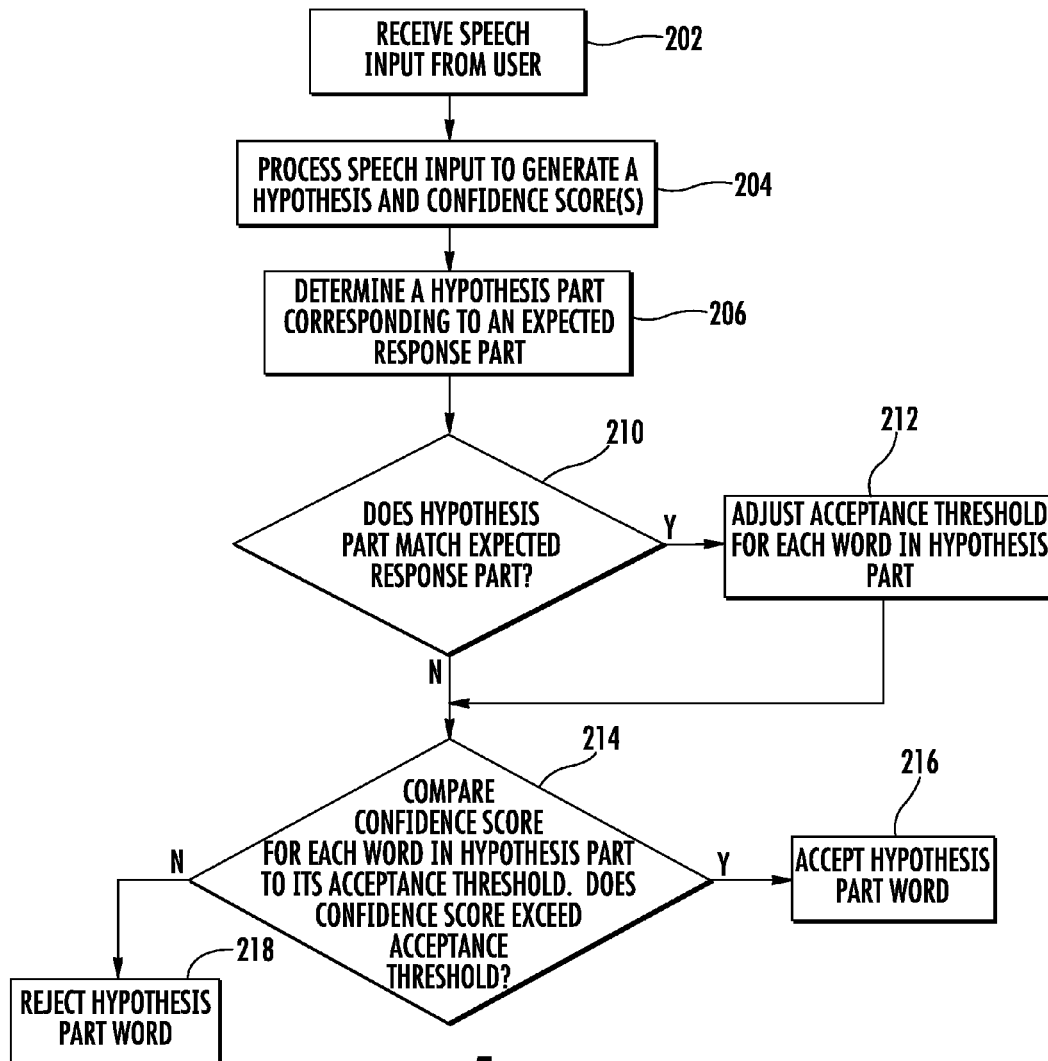 RECEIVE SPEECH
INPUT FROM USER
202
PROCESS SPEECH INPUT TO GENERATE A
HYPOTHESIS AND CONFIDENCE SCORE(S)
204
DETERMINE A HYPOTHESIS PART
CORRESPONDING TO AN EXPECTED
RESPONSE PART
206
210
DOES HYPOTHESIS
PART MATCH EXPECTED
RESPONSE PART?
Y
N
212
ADJUST ACCEPTANCE THRESHOLD
FOR EACH WORD IN HYPOTHESIS
PART
214
COMPARE
CONFIDENCE SCORE
FOR EACH WORD IN HYPOTHESIS PART
TO ITS ACCEPTANCE THRESHOLD. DOES
CONFIDENCE SCORE EXCEED
ACCEPTANCE
THRESHOLD?
N
Y
216
ACCEPT HYPOTHESIS
PART WORD
218
REJECT HYPOTHESIS
PART WORD